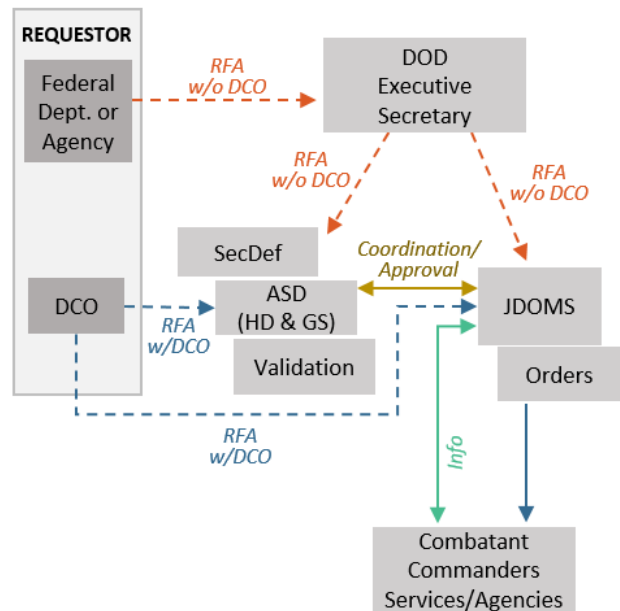 REQUESTOR
Federal
Dept. or
Agency
RFA
w/o DCO
DOD
Executive
Secretary
RFA
w/o DCO
RFA
w/o DCO
SecDef
Coordination/
Approval
DCO
RFA
w/DCO
ASD
(HD & GS)
JDOMS
Validation
Orders
RFA
w/DCO
Info
Combatant
Commanders
Services/Agencies